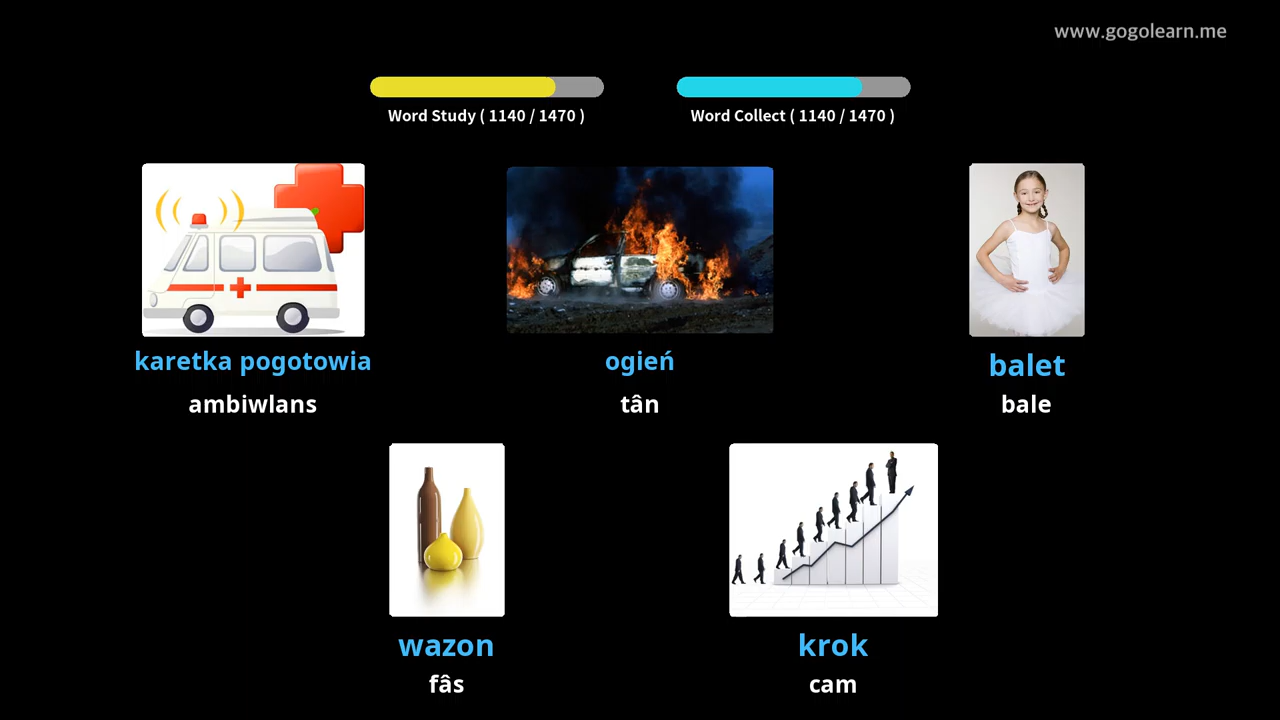 www.gogolearn.me
Word Study ( 1140 / 1470 )
Word Collect ( 1140 / 1470 )
karetka pogotowia
ambiwlans
ogień
tân
balet
bale
wazon
fâs
krok
cam